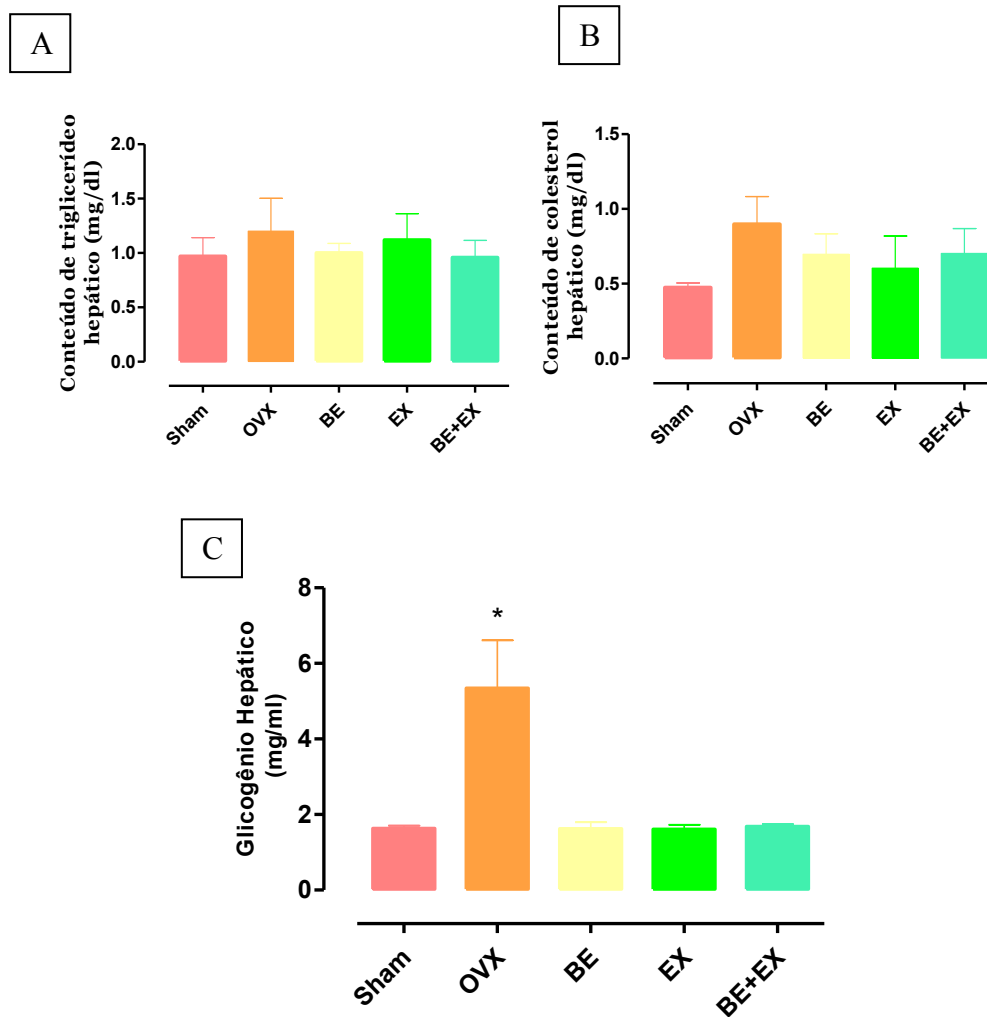 A
Conteúdo de triglicerídeo
hepático (mg/dl)
2.0
1.5
1.0
0.5
0.0
Sham
OVX
BE
EX
BE+EX
B
Conteúdo de colesterol
hepático (mg/dl)
1.5
1.0
0.5
0.0
Sham
OVX
BE
EX
BE+EX
C
Glicogênio Hepático
(mg/ml)
8
6
4
2
0
*
Sham
OVX
BE
EX
BE+EX